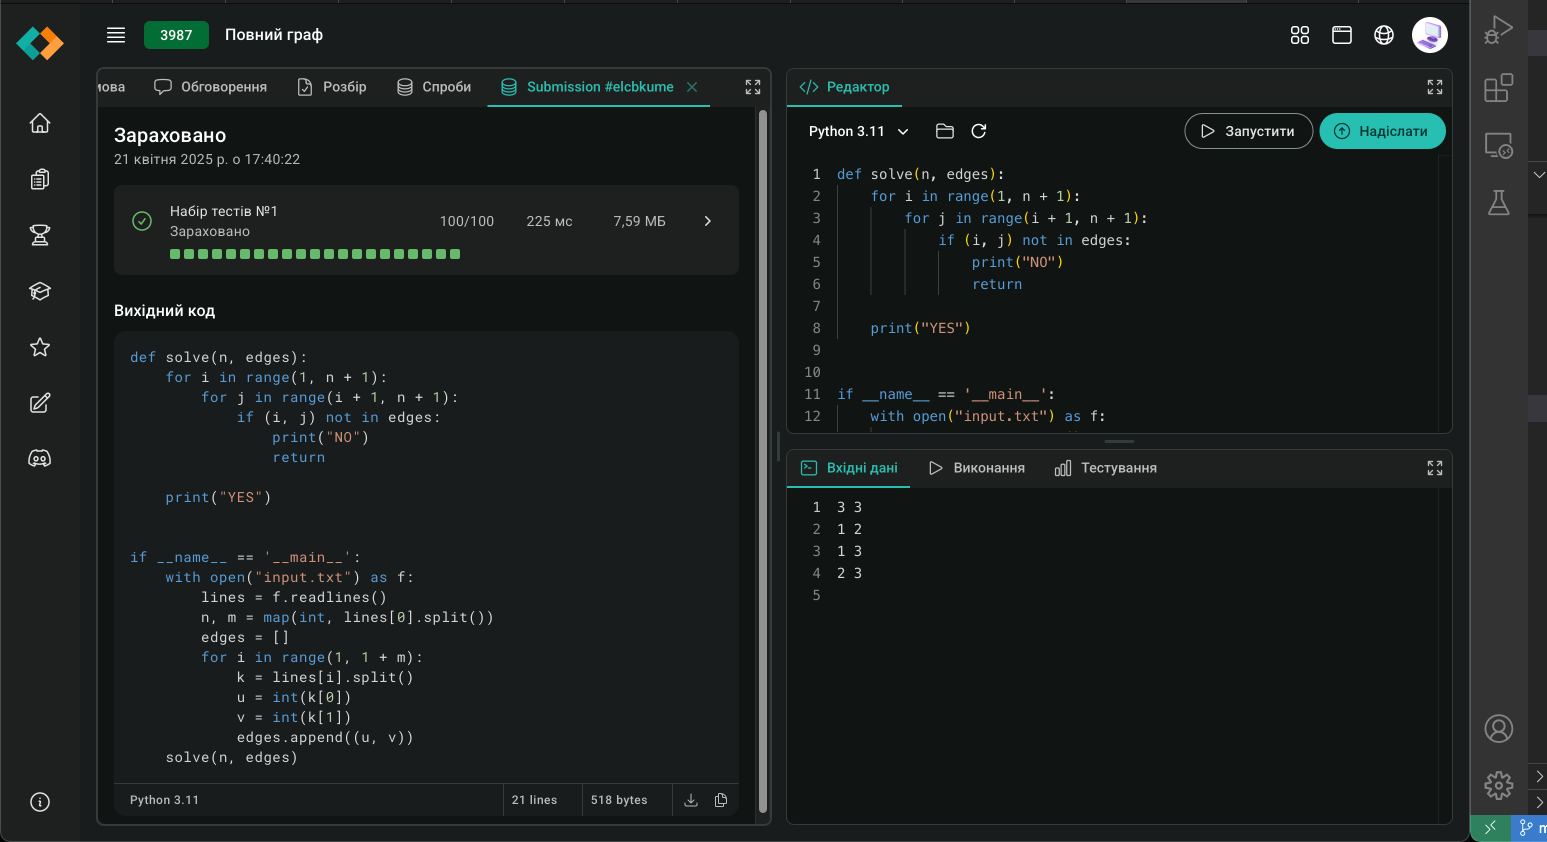 3987
Повний граф
мова
Обговорення
Розбір
Спроби
Submission #elcbkume
Зараховано
21 квітня 2025 р. о 17:40:22
Набір тестів №1
Зараховано
100/100
225 мс
7,59 МБ
Вихідний код
def solve(n, edges):
    for i in range(1, n + 1):
        for j in range(i + 1, n + 1):
            if (i, j) not in edges:
                print("NO")
                return
    print("YES")
if __name__ == '__main__':
    with open("input.txt") as f:
        lines = f.readlines()
        n, m = map(int, lines[0].split())
        edges = []
        for i in range(1, 1 + m):
            k = lines[i].split()
            u = int(k[0])
            v = int(k[1])
            edges.append((u, v))
    solve(n, edges)
Python 3.11
21 lines
518 bytes
Редактор
Python 3.11
Запустити
Надіслати
1 def solve(n, edges):
2     for i in range(1, n + 1):
3         for j in range(i + 1, n + 1):
4             if (i, j) not in edges:
5                 print("NO")
6                 return
7
8     print("YES")
9
10
11 if __name__ == '__main__':
12     with open("input.txt") as f:
Вхідні дані
Виконання
Тестування
1 3 3
2 1 2
3 1 3
4 2 3
5